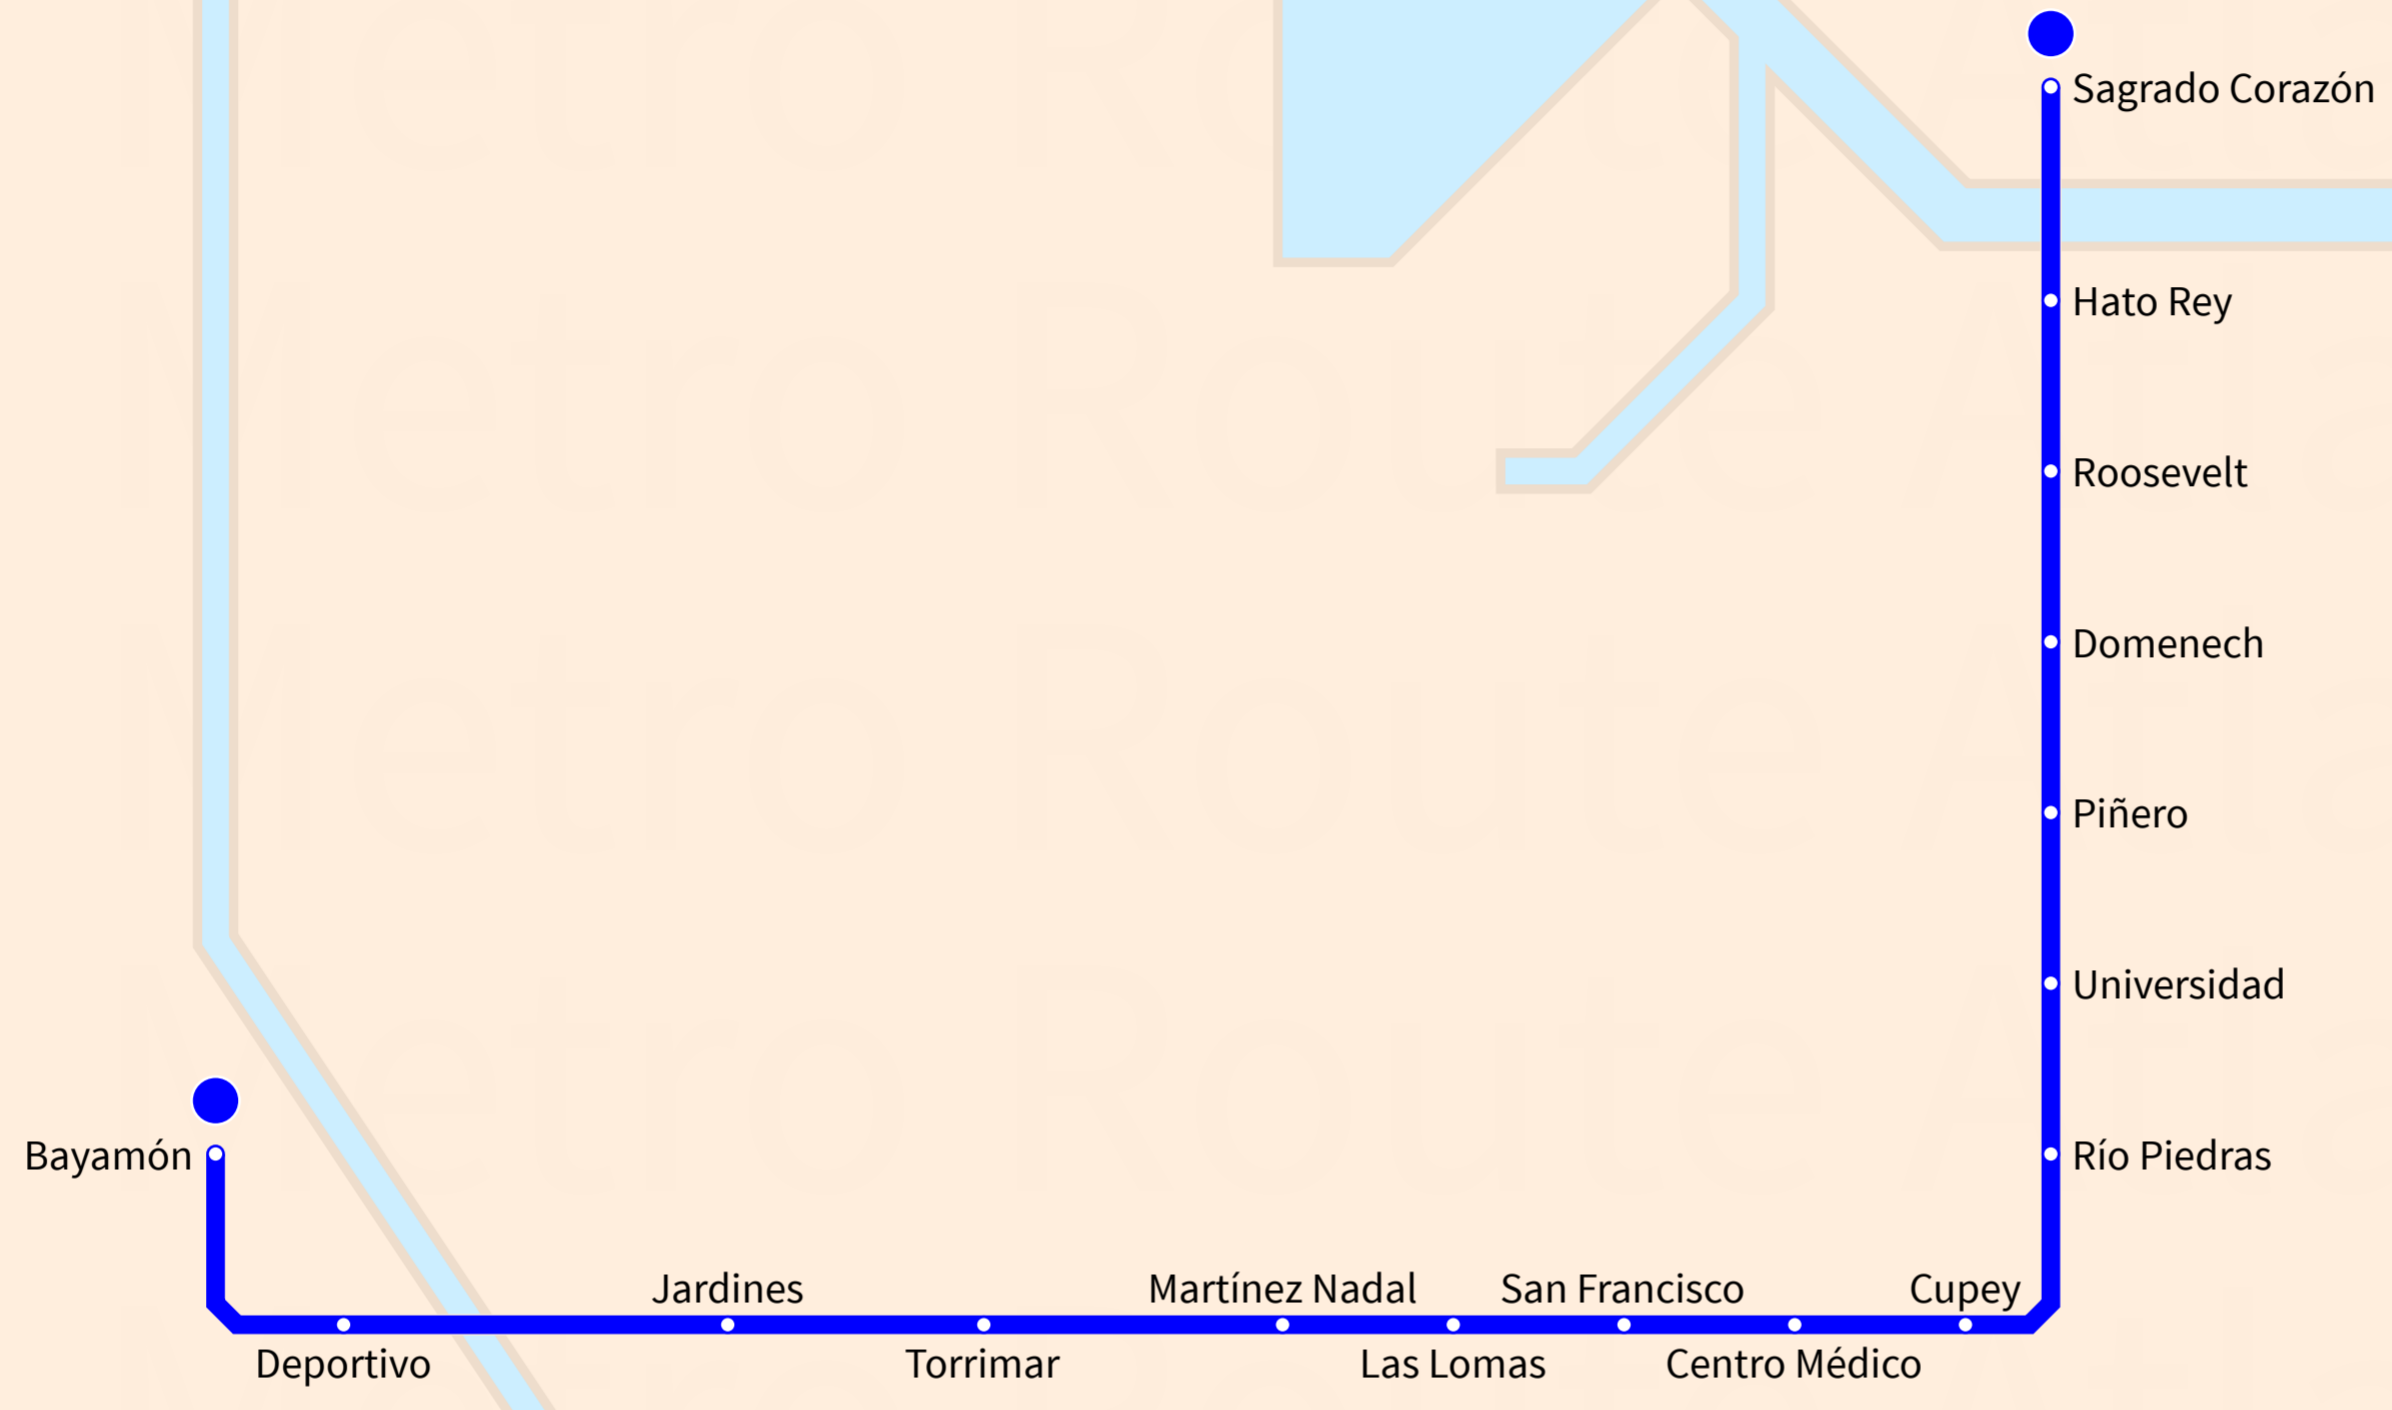 Sagrado Corazón
Hato Rey
Roosevelt
Domenech
Piñero
Universidad
Bayamón
Río Piedras
Jardines
Martínez Nadal
San Francisco
Cupey
Deportivo
Torrimar
Las Lomas
Centro Médico